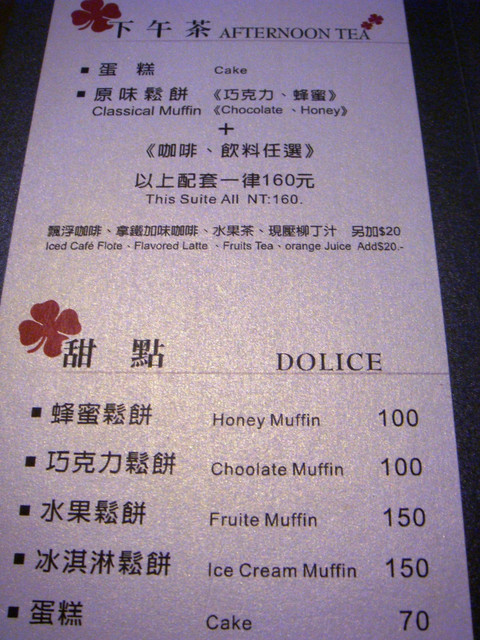 下午茶 AFTERNOON TEA
■ 蛋糕 Cake
■ 原味鬆餅 《巧克力、蜂蜜》
Classical Muffin 《Chocolate、Honey》
+
《咖啡、飲料任選》
以上配套一律160元
This Suite All NT:160.
飄浮咖啡、拿鐵加味咖啡、水果茶、現壓柳丁汁 另加$20
Iced Café Flote、Flavored Latte、Fruits Tea、orange Juice Add$20.-
甜點 DOLICE
■ 蜂蜜鬆餅 Honey Muffin 100
■ 巧克力鬆餅 Choolate Muffin 100
■ 水果鬆餅 Fruite Muffin 150
■ 冰淇淋鬆餅 Ice Cream Muffin 150
■ 蛋糕 Cake 70